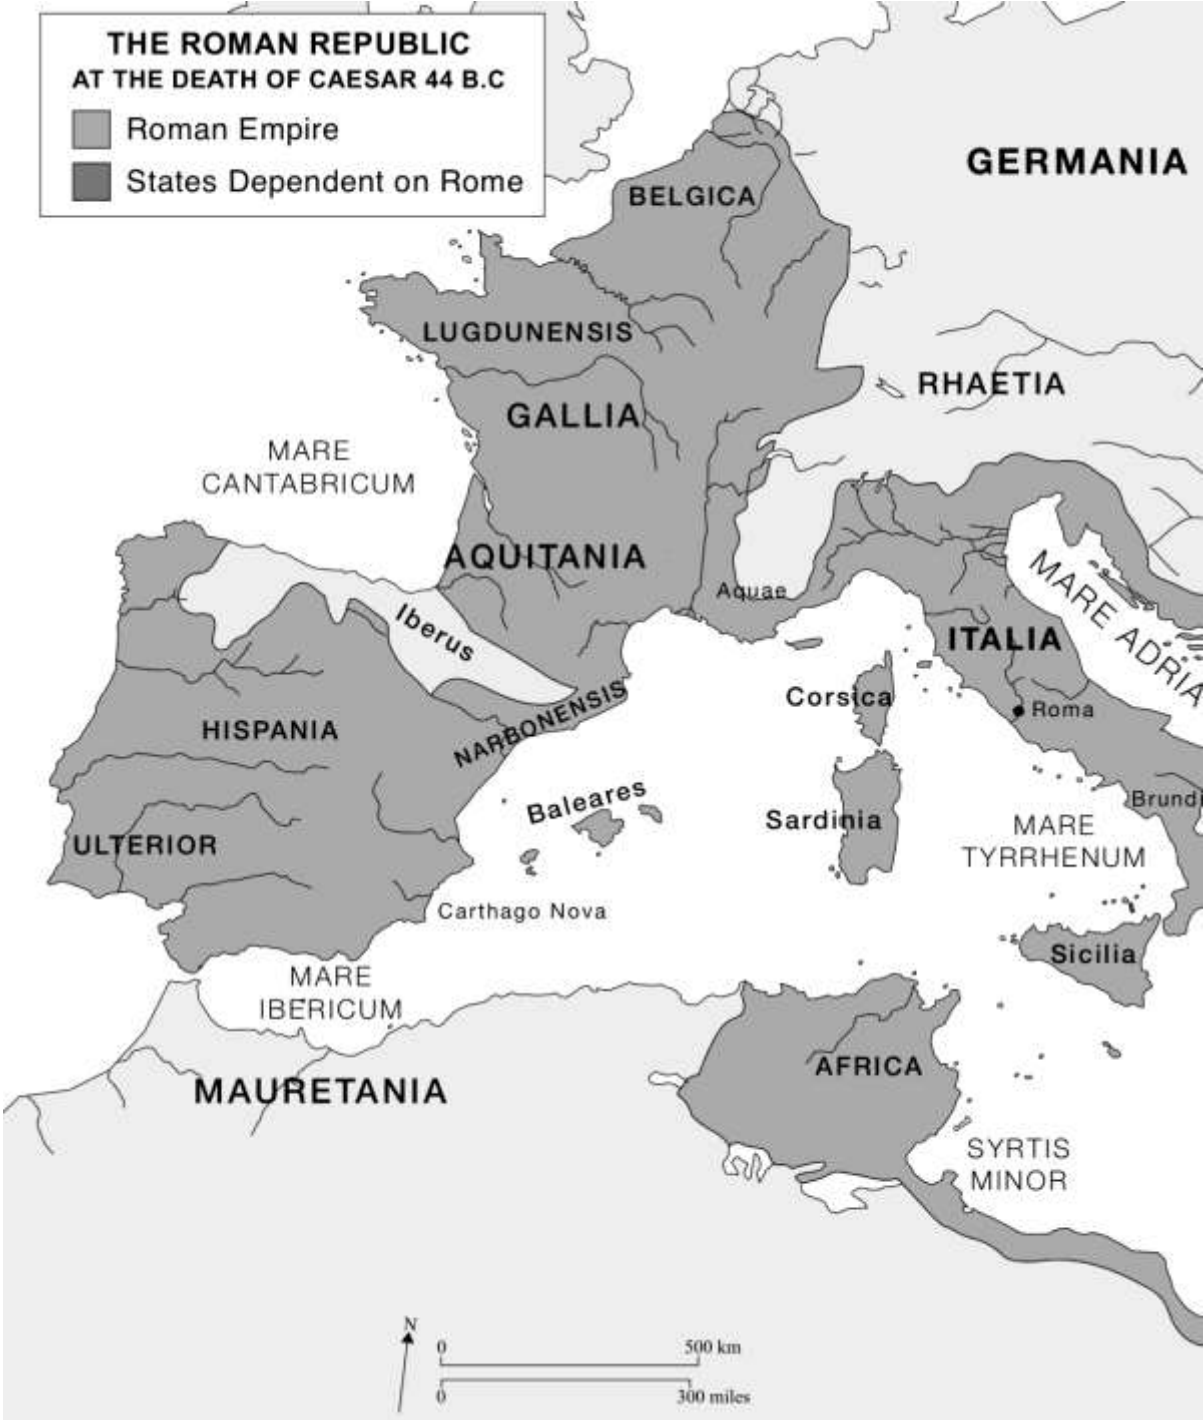 THE ROMAN REPUBLIC
AT THE DEATH OF CAESAR 44 B.C
Roman Empire
States Dependent on Rome
GERMANIA
BELGICA
LUGDUNENSIS
RHAETIA
GALLIA
MARE
CANTABRICUM
AQUITANIA
Aquae
MARE ADRIA
Iberus
ITALIA
NARBONENSIS
Corsica
Roma
HISPANIA
Baleares
Brundi
Sardinia
MARE
TYRRHENUM
ULTERIOR
Carthago Nova
Sicilia
MARE
IBERICUM
AFRICA
MAURETANIA
SYRTIS
MINOR
N
0 500 km
0 300 miles